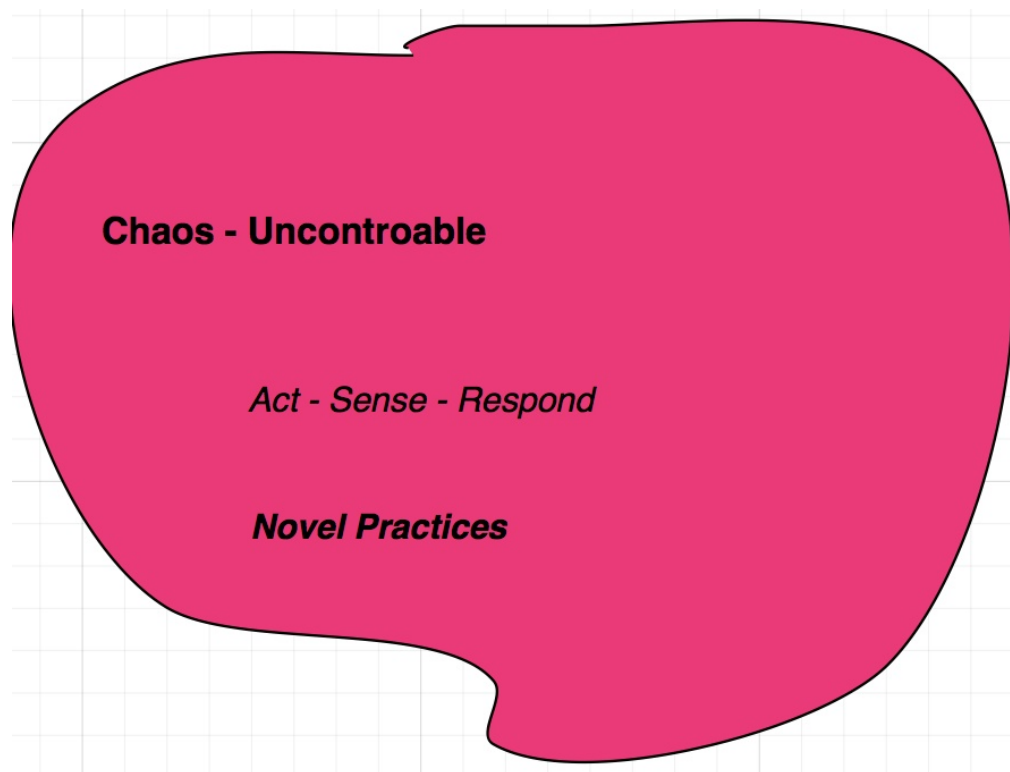 Chaos - Uncontroable
Act - Sense - Respond
Novel Practices